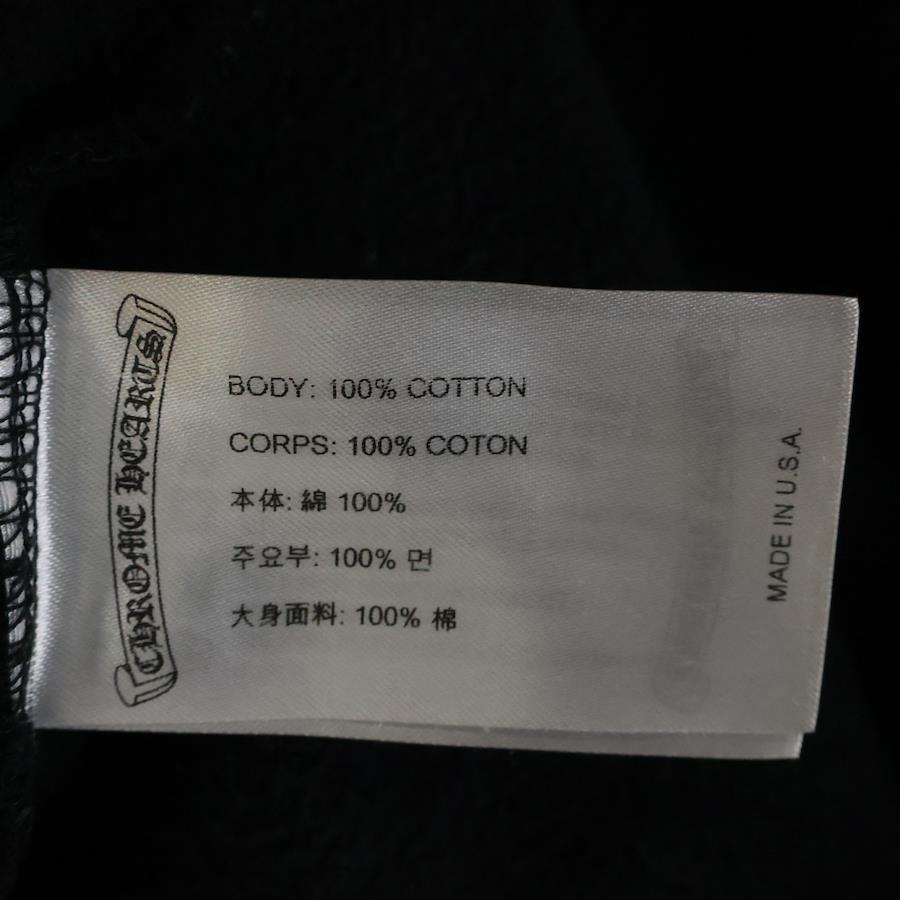 CHROME HEARTS
BODY: 100% COTTON
CORPS: 100% COTON
本体: 綿 100%
주요부: 100% 면
大身面料: 100% 棉
MADE IN U.S.A.